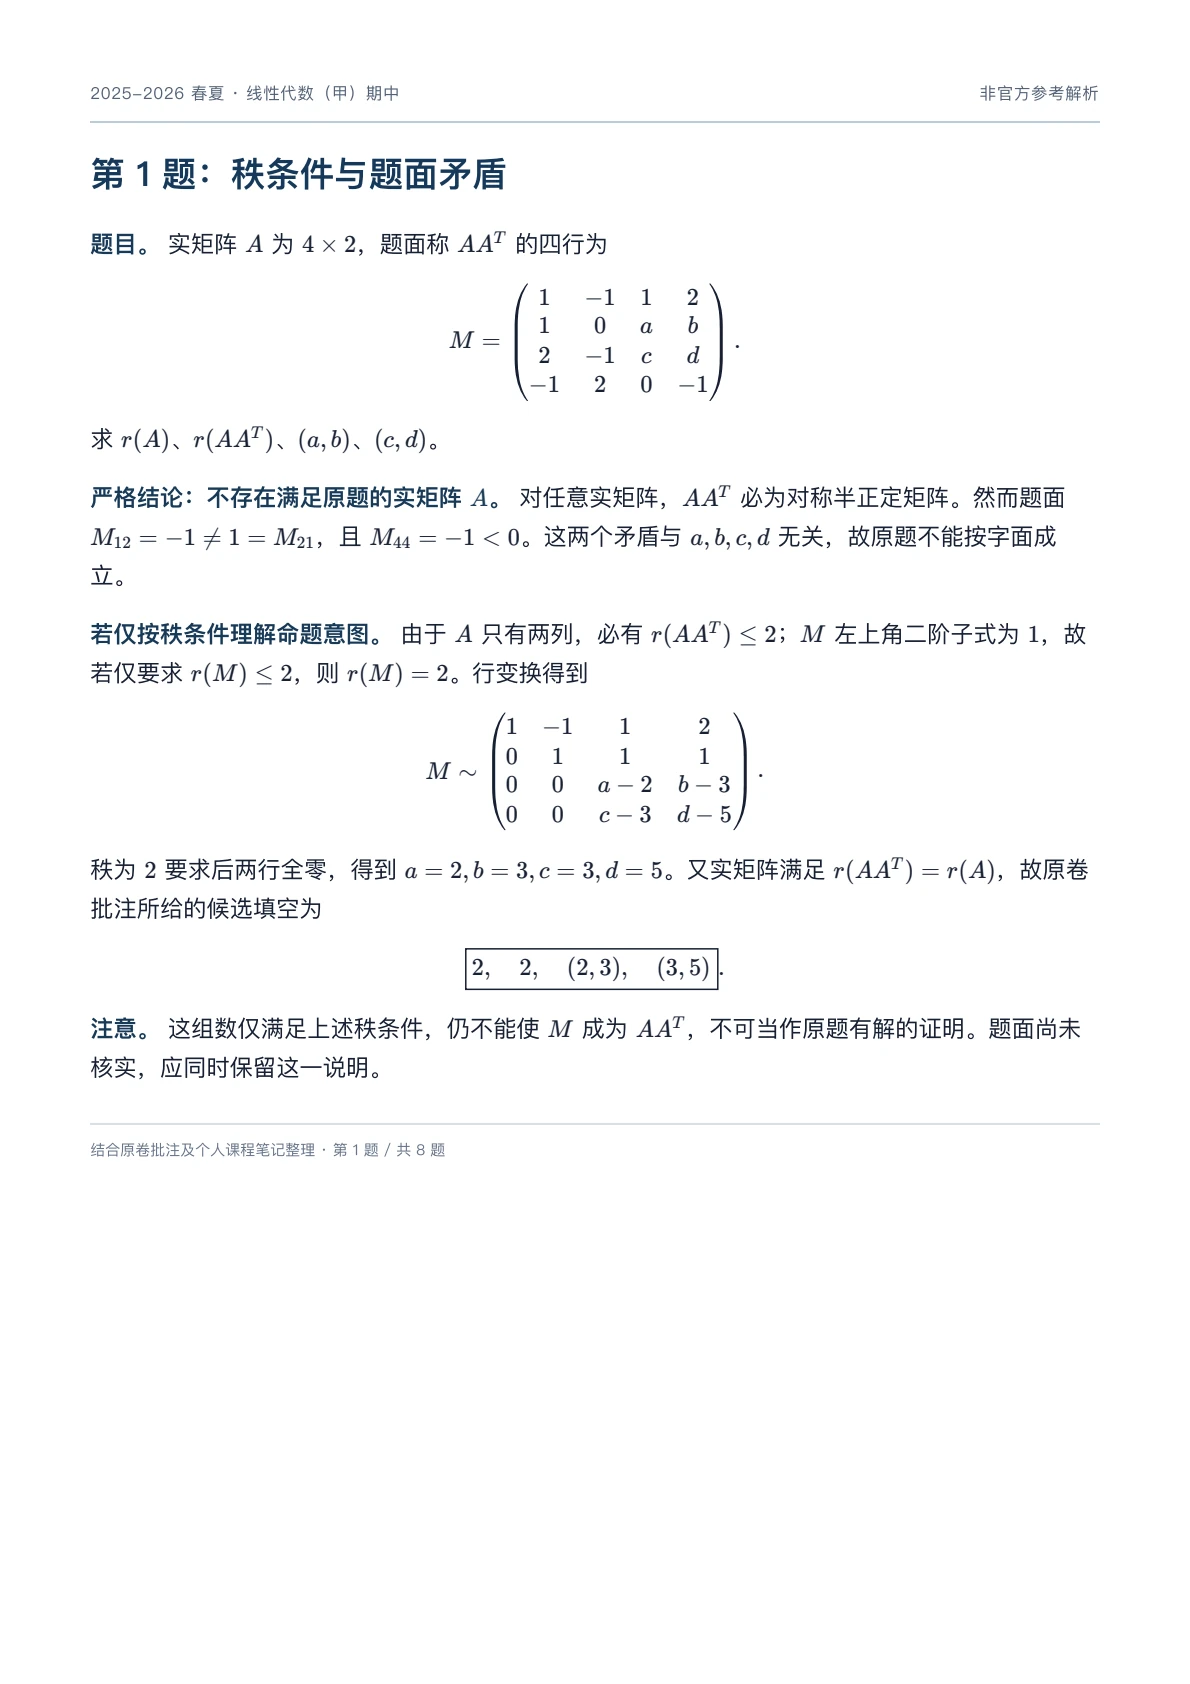 2025–2026 春夏 · 线性代数（甲）期中
非官方参考解析
第 1 题：秩条件与题面矛盾
题目。 实矩阵 A 为 4 × 2，题面称 AAᵀ 的四行为
M = ( 1 −1 1 2
1 0 a b
2 −1 c d
−1 2 0 −1 ) .
求 r(A)、r(AAᵀ)、(a, b)、(c, d)。
严格结论：不存在满足原题的实矩阵 A。 对任意实矩阵，AAᵀ 必为对称半正定矩阵。然而题面
M₁₂ = −1 ≠ 1 = M₂₁，且 M₄₄ = −1 < 0。这两个矛盾与 a, b, c, d 无关，故原题不能按字面成
立。
若仅按秩条件理解命题意图。 由于 A 只有两列，必有 r(AAᵀ) ≤ 2；M 左上角二阶子式为 1，故
若仅要求 r(M) ≤ 2，则 r(M) = 2。行变换得到
M ∼ ( 1 −1 1 2
0 1 1 1
0 0 a − 2 b − 3
0 0 c − 3 d − 5 ) .
秩为 2 要求后两行全零，得到 a = 2, b = 3, c = 3, d = 5。又实矩阵满足 r(AAᵀ) = r(A)，故原卷
批注所给的候选填空为
2, 2, (2, 3), (3, 5) .
注意。 这组数仅满足上述秩条件，仍不能使 M 成为 AAᵀ，不可当作原题有解的证明。题面尚未
核实，应同时保留这一说明。
结合原卷批注及个人课程笔记整理 · 第 1 题 / 共 8 题